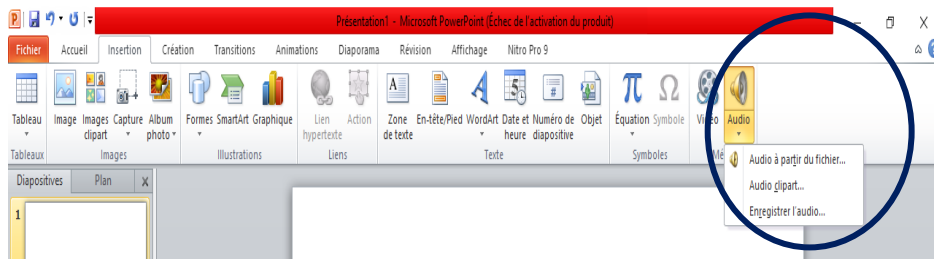 Présentation1 - Microsoft PowerPoint (Échec de l'activation du produit)
Fichier Accueil Insertion Création Transitions Animations Diaporama Révision Affichage Nitro Pro 9
Tableau Image Images clipart Capture Album photo Formes SmartArt Graphique Lien hypertexte Action Zone de texte En-tête/Pied WordArt Date et heure Numéro de diapositive Objet Équation Symbole Vidéo Audio
Tableaux Images Illustrations Liens Texte Symboles
Audio à partir du fichier...
Audio clipart...
Enregistrer l'audio...
Diapositives Plan
1